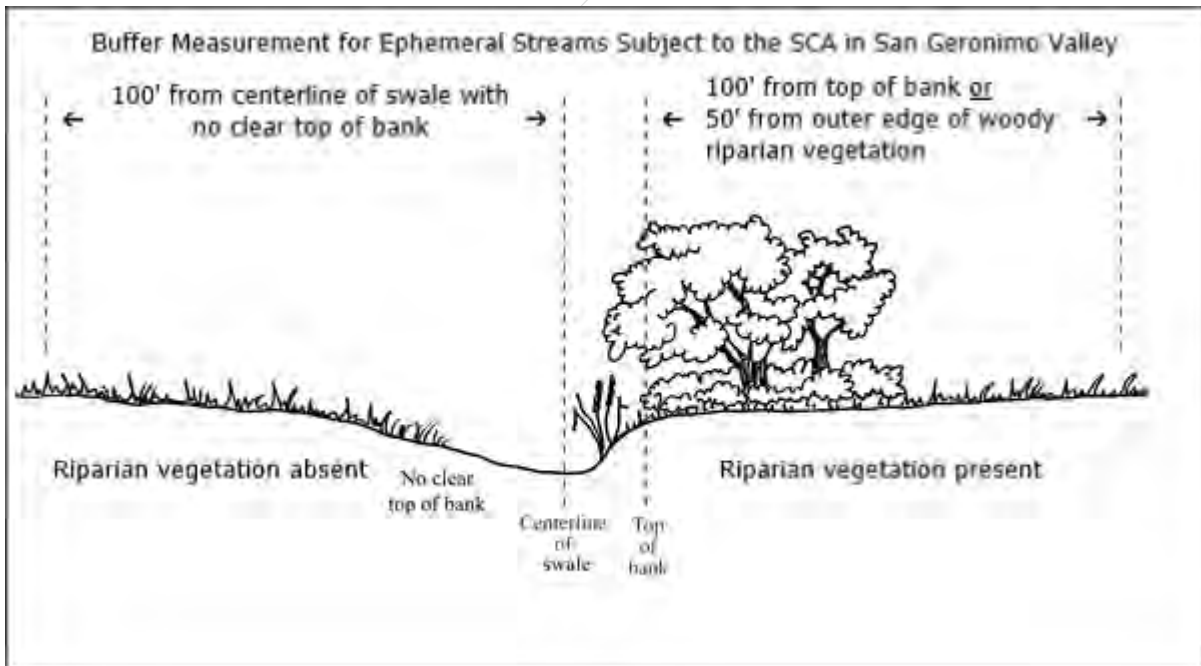 Buffer Measurement for Ephemeral Streams Subject to the SCA in San Geronimo Valley
100' from centerline of swale with
no clear top of bank
100' from top of bank or
50' from outer edge of woody
riparian vegetation
Riparian vegetation absent
No clear
top of bank
Centerline
of
swale
Top
of
bank
Riparian vegetation present